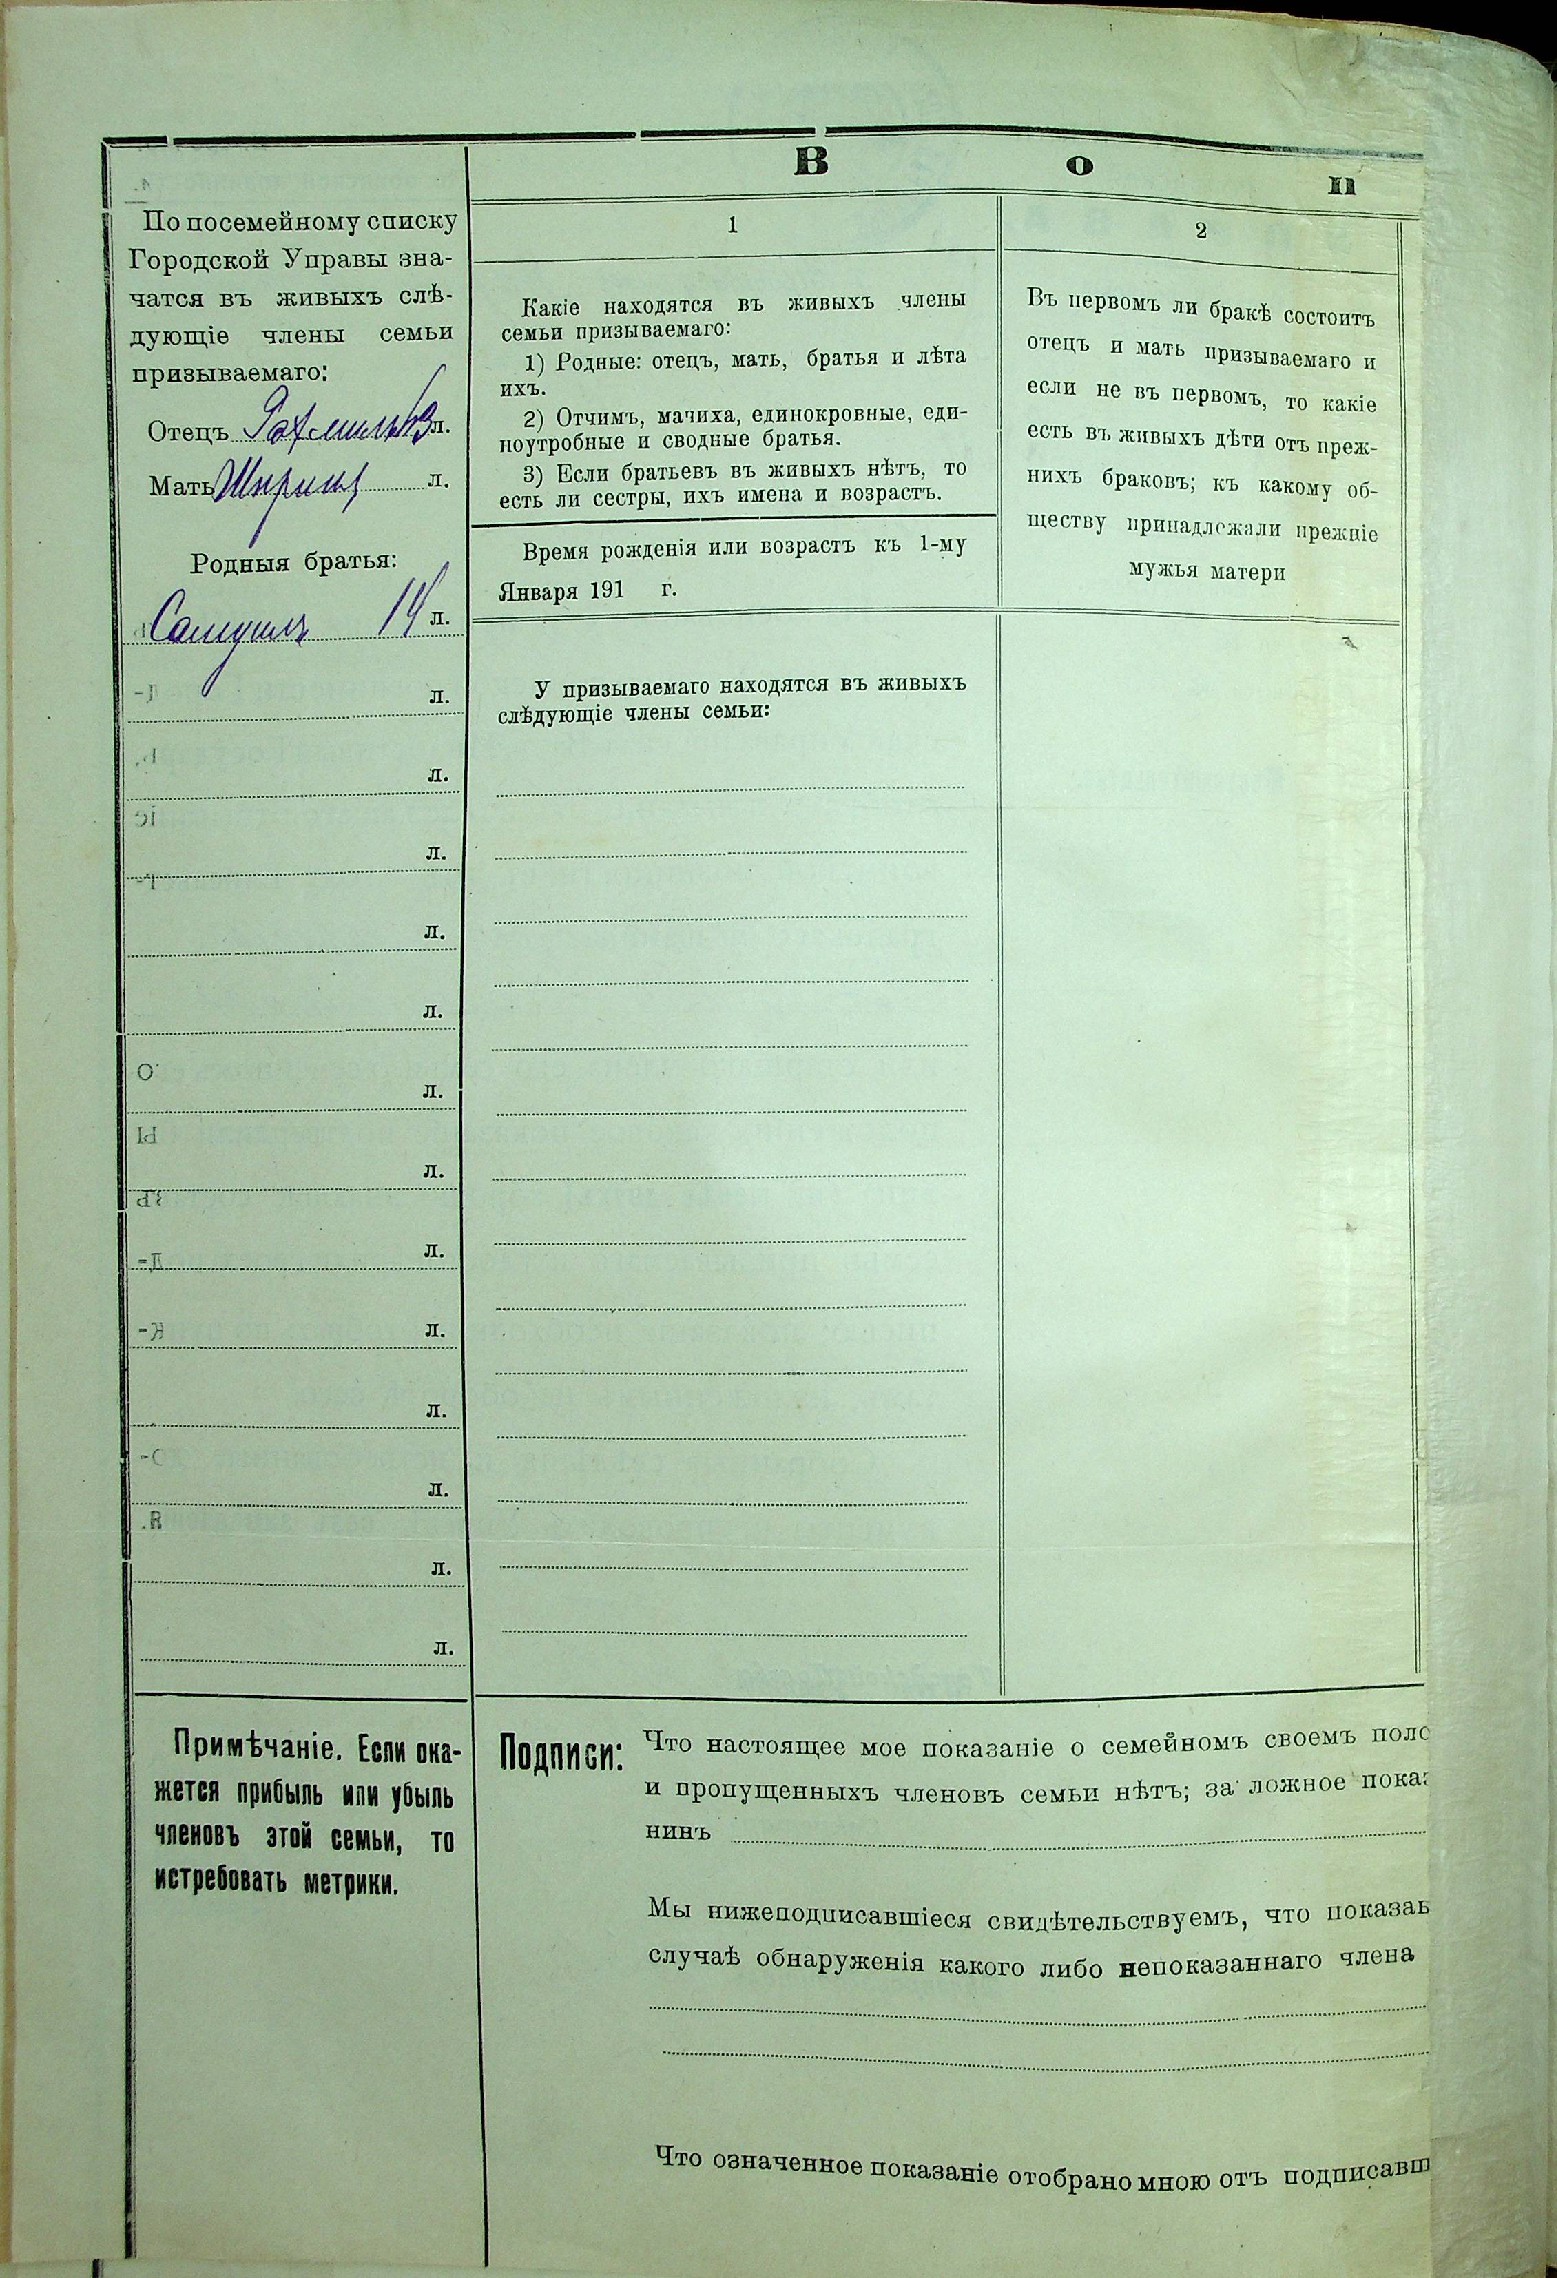 В о п
По посемейному списку
Городской Управы зна-
чатся въ живыхъ слѣ-
дующіе члены семьи
призываемаго:
Отецъ Рахмиль л.
Мать л.
Родныя братья:
Самуилъ 14 л.
л.
л.
л.
л.
л.
л.
л.
л.
л.
л.
л.
л.
л.
1
Какіе находятся въ живыхъ члены
семьи призываемаго:
1) Родные: отецъ, мать, братья и лѣта
ихъ.
2) Отчимъ, мачиха, единокровные, еди-
ноутробные и сводные братья.
3) Если братьевъ въ живыхъ нѣтъ, то
есть ли сестры, ихъ имена и возрастъ.
Время рожденія или возрастъ къ 1-му
Января 191 г.
У призываемаго находятся въ живыхъ
слѣдующіе члены семьи:
2
Въ первомъ ли бракѣ состоитъ
отецъ и мать призываемаго и
если не въ первомъ, то какіе
есть въ живыхъ дѣти отъ преж-
нихъ браковъ; къ какому об-
ществу принадлежали прежніе
мужья матери
Примѣчаніе. Если ока-
жется прибыль или убыль
членовъ этой семьи, то
истребовать метрики.
Подписи:
Что настоящее мое показаніе о семейномъ своемъ поло
и пропущенныхъ членовъ семьи нѣтъ; за ложное показ
нинъ
Мы нижеподписавшіеся свидѣтельствуемъ, что показан
случаѣ обнаруженія какого либо непоказаннаго члена
Что означенное показаніе отобрано мною отъ подписавш